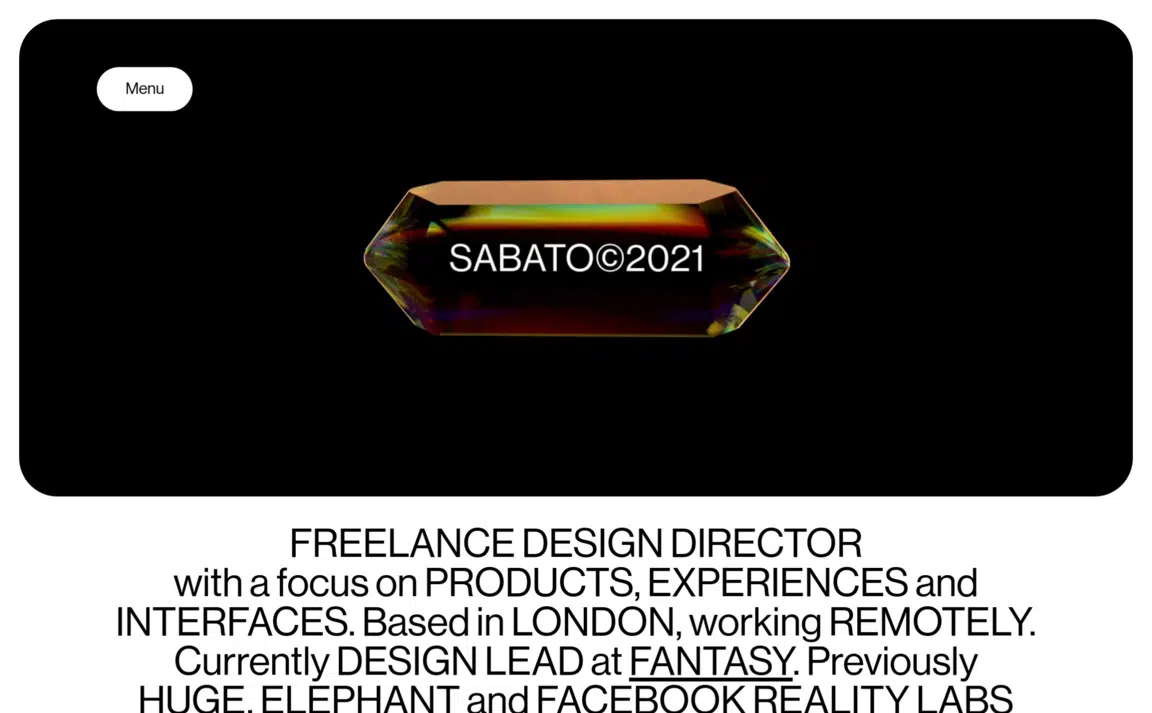 Menu
SABATO©2021
FREELANCE DESIGN DIRECTOR
with a focus on PRODUCTS, EXPERIENCES and
INTERFACES. Based in LONDON, working REMOTELY.
Currently DESIGN LEAD at FANTASY. Previously
HUGE, ELEPHANT and FACEBOOK REALITY LABS